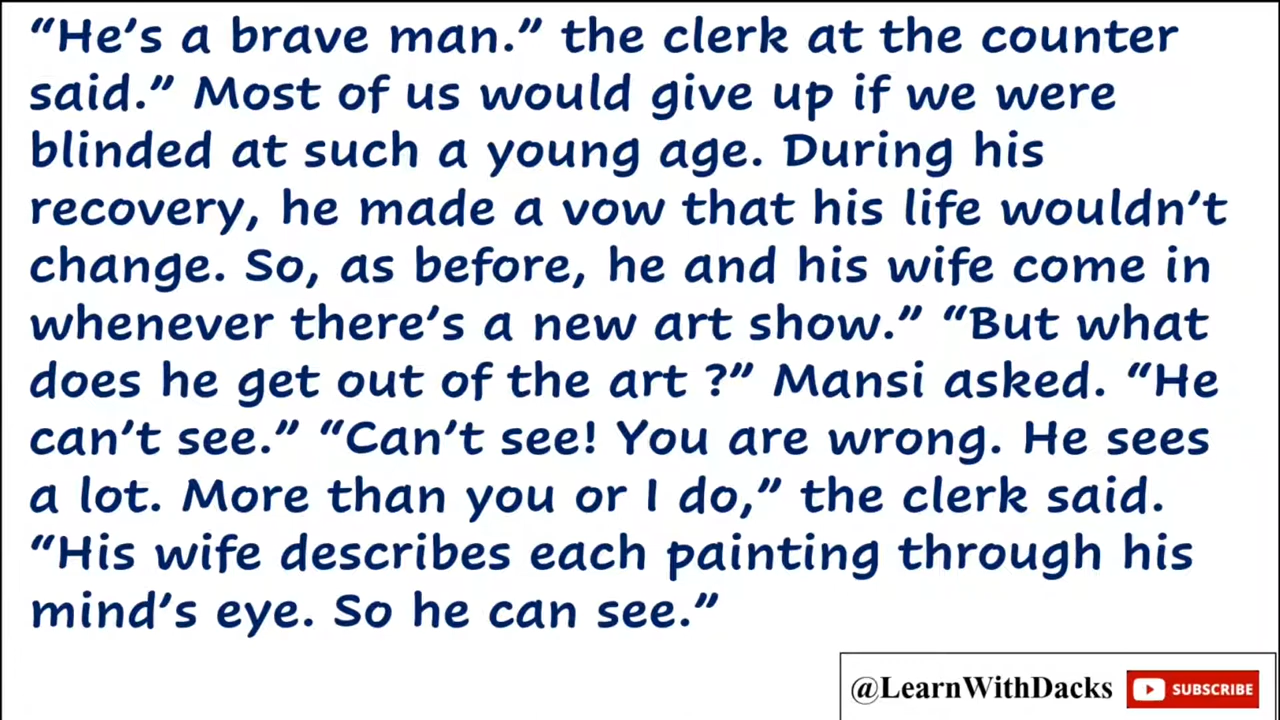 “He’s a brave man.” the clerk at the counter
said.” Most of us would give up if we were
blinded at such a young age. During his
recovery, he made a vow that his life wouldn’t
change. So, as before, he and his wife come in
whenever there’s a new art show.” “But what
does he get out of the art ?” Mansi asked. “He
can’t see.” “Can’t see! You are wrong. He sees
a lot. More than you or I do,” the clerk said.
“His wife describes each painting through his
mind’s eye. So he can see.”
@LearnWithDacks SUBSCRIBE